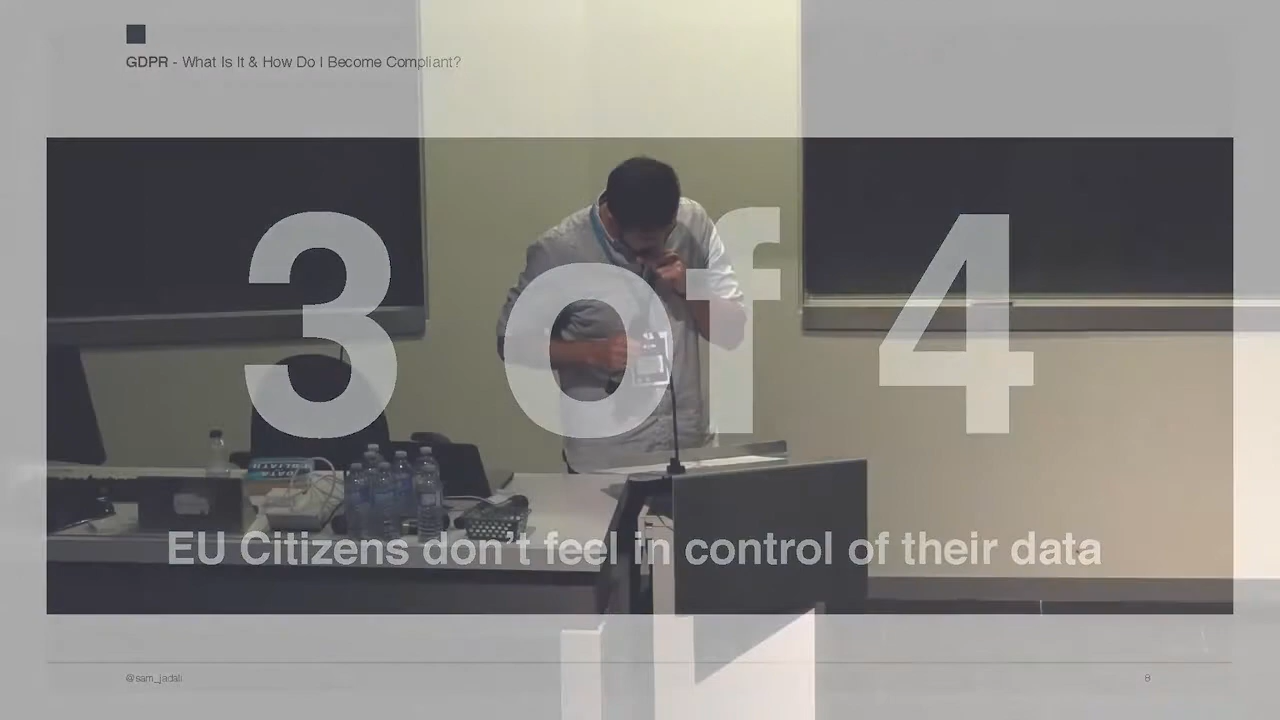 GDPR - What Is It & How Do I Become Compliant?
3 of 4
EU Citizens don't feel in control of their data
@sam_jadali
8